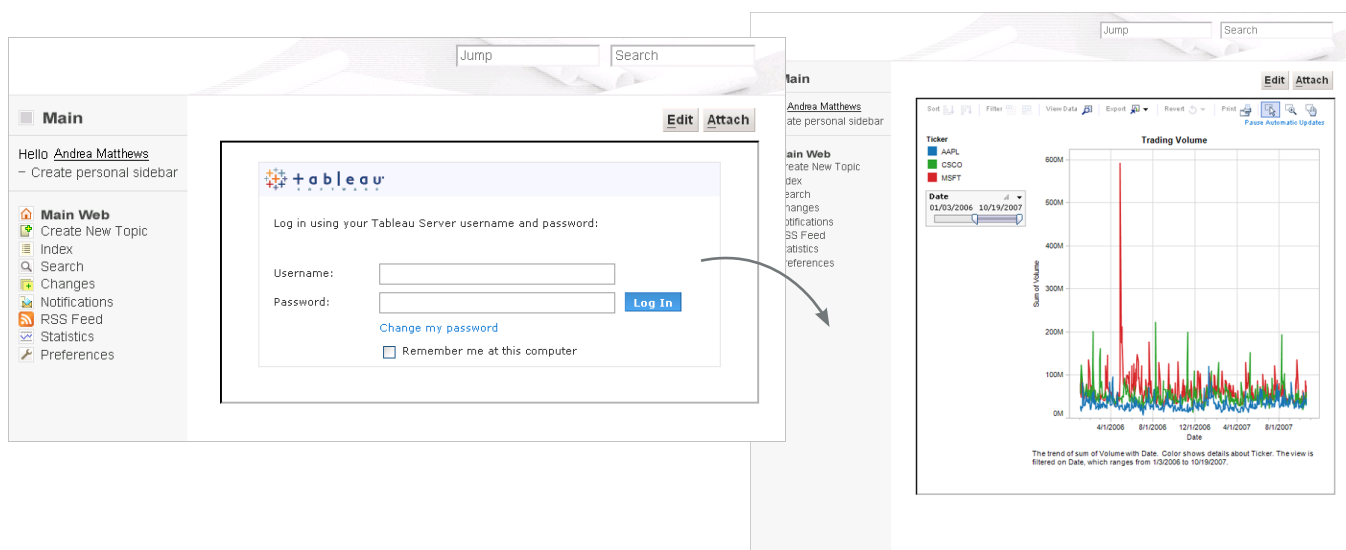 Jump
Search
Main
Edit
Attach
Hello Andrea Matthews
– Create personal sidebar
Main Web
Create New Topic
Index
Search
Changes
Notifications
RSS Feed
Statistics
Preferences
+ableau
SOFTWARE
Log in using your Tableau Server username and password:
Username:
Password:
Log In
Change my password
Remember me at this computer
Jump
Search
Main
Edit
Attach
Andrea Matthews
ate personal sidebar
ain Web
reate New Topic
dex
earch
hanges
otifications
SS Feed
atistics
references
Sort
Filter
View Data
Export
Revert
Print
Pause Automatic Updates
Ticker
AAPL
CSCO
MSFT
Date
01/03/2006 10/19/2007
Trading Volume
Sum of Volume
600M
500M
400M
300M
200M
100M
0M
4/1/2006
8/1/2006
12/1/2006
4/1/2007
8/1/2007
Date
The trend of sum of Volume with Date. Color shows details about Ticker. The view is
filtered on Date, which ranges from 1/3/2006 to 10/19/2007.